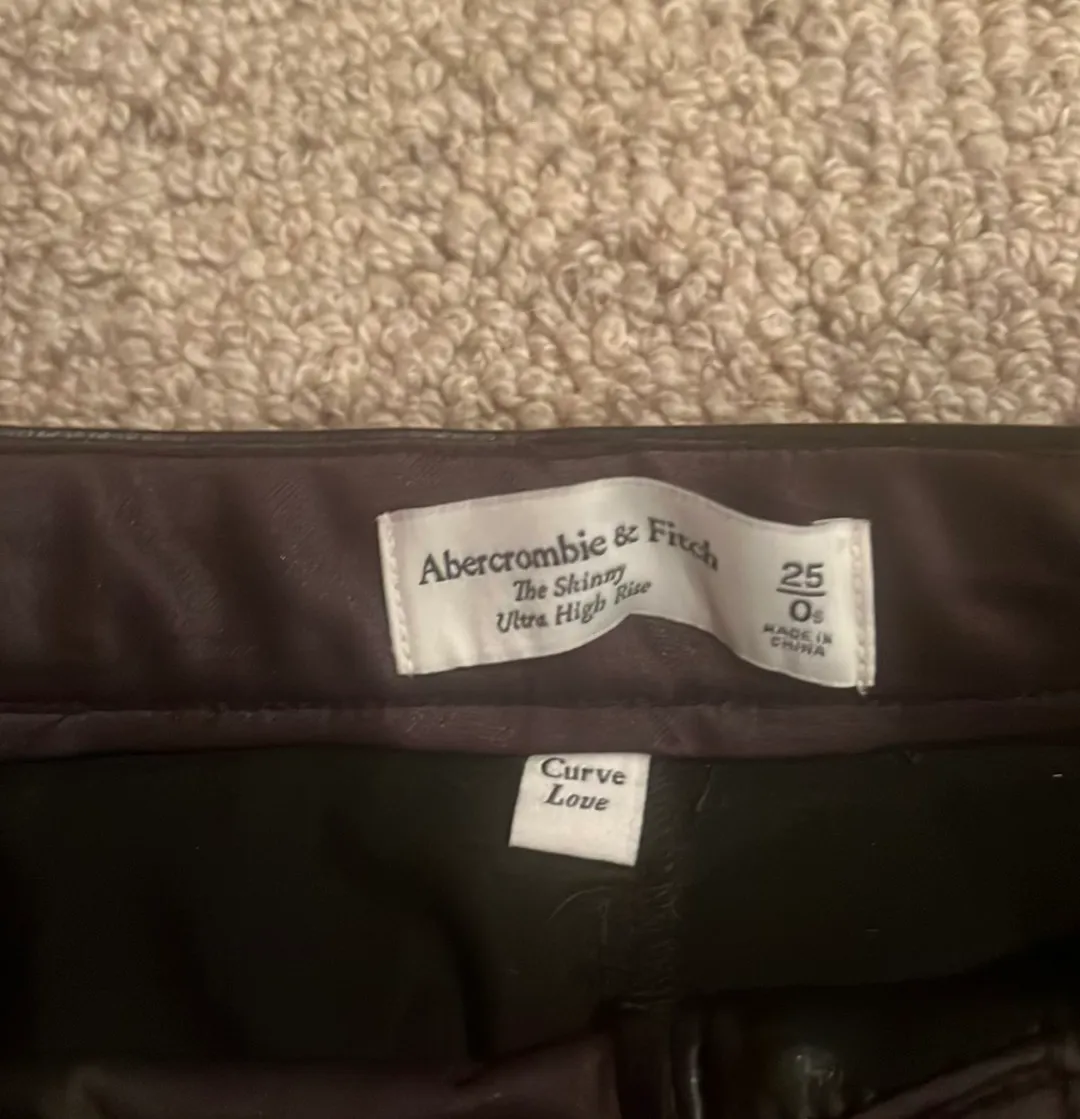 Abercrombie & Fitch
The Skinny
Ultra High Rise
25
0s
MADE IN
CHINA
Curve
Love